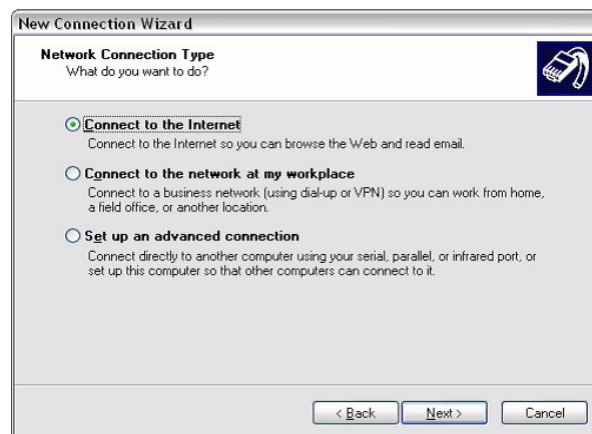 New Connection Wizard
Network Connection Type
What do you want to do?
Connect to the Internet
Connect to the Internet so you can browse the Web and read email.
Connect to the network at my workplace
Connect to a business network (using dial-up or VPN) so you can work from home,
a field office, or another location.
Set up an advanced connection
Connect directly to another computer using your serial, parallel, or infrared port, or
set up this computer so that other computers can connect to it.
< Back
Next >
Cancel